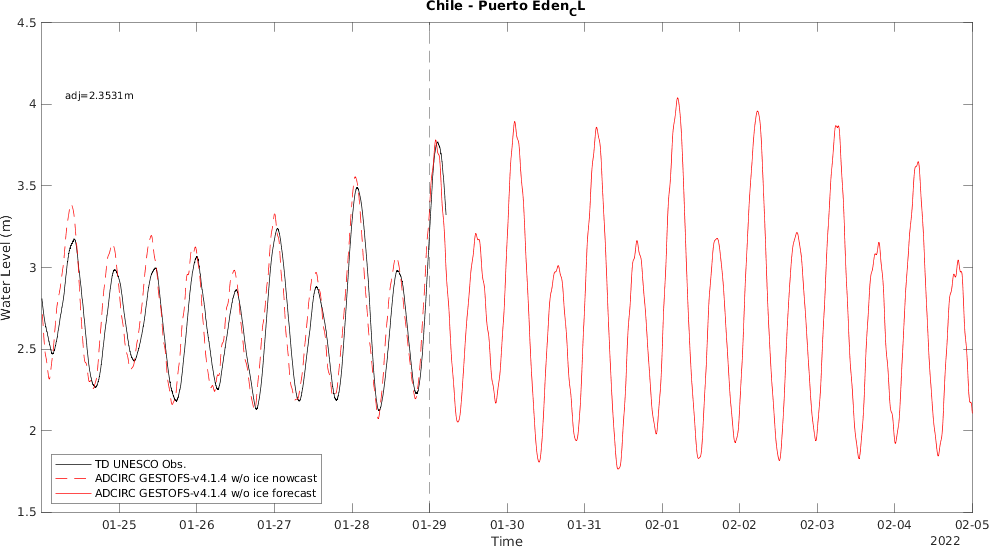 Chile - Puerto Eden_CL
4.5
4
3.5
3
2.5
2
1.5
Water Level (m)
adj=2.3531m
TD UNESCO Obs.
ADCIRC GESTOFS-v4.1.4 w/o ice nowcast
ADCIRC GESTOFS-v4.1.4 w/o ice forecast
01-25 01-26 01-27 01-28 01-29 01-30 01-31 02-01 02-02 02-03 02-04 02-05
Time
2022